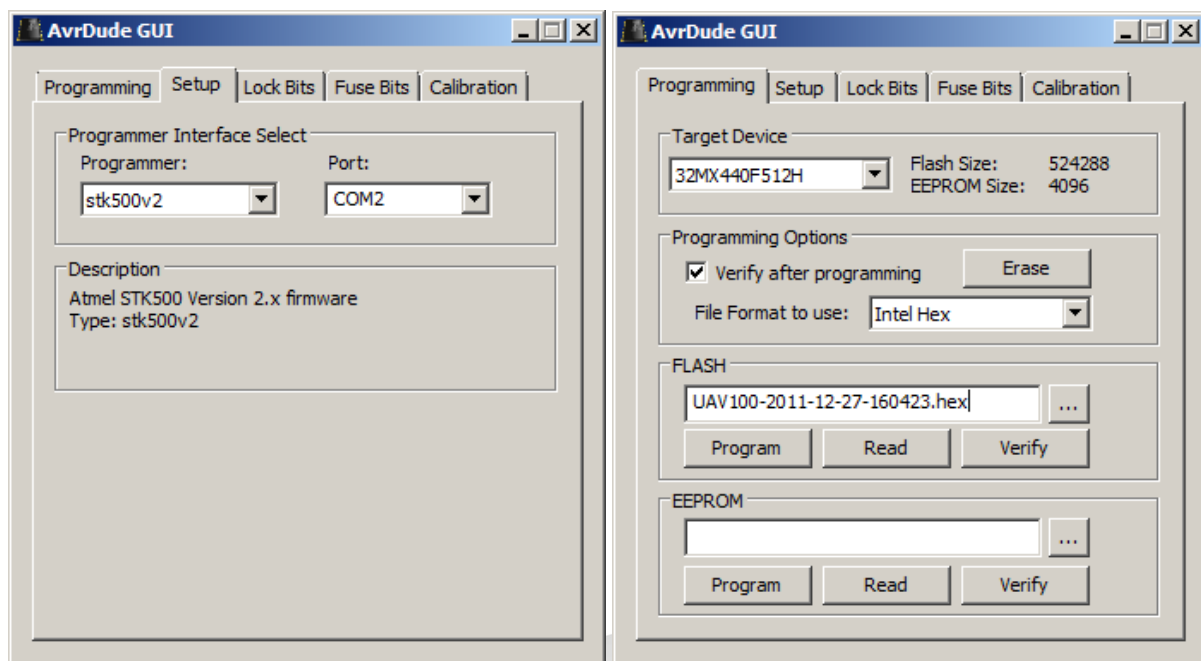 AvrDude GUI
Programming Setup Lock Bits Fuse Bits Calibration
Programmer Interface Select
Programmer: Port:
stk500v2 COM2
Description
Atmel STK500 Version 2.x firmware
Type: stk500v2
AvrDude GUI
Programming Setup Lock Bits Fuse Bits Calibration
Target Device
32MX440F512H Flash Size: 524288
EEPROM Size: 4096
Programming Options
Verify after programming Erase
File Format to use: Intel Hex
FLASH
UAV100-2011-12-27-160423.hex ...
Program Read Verify
EEPROM
...
Program Read Verify